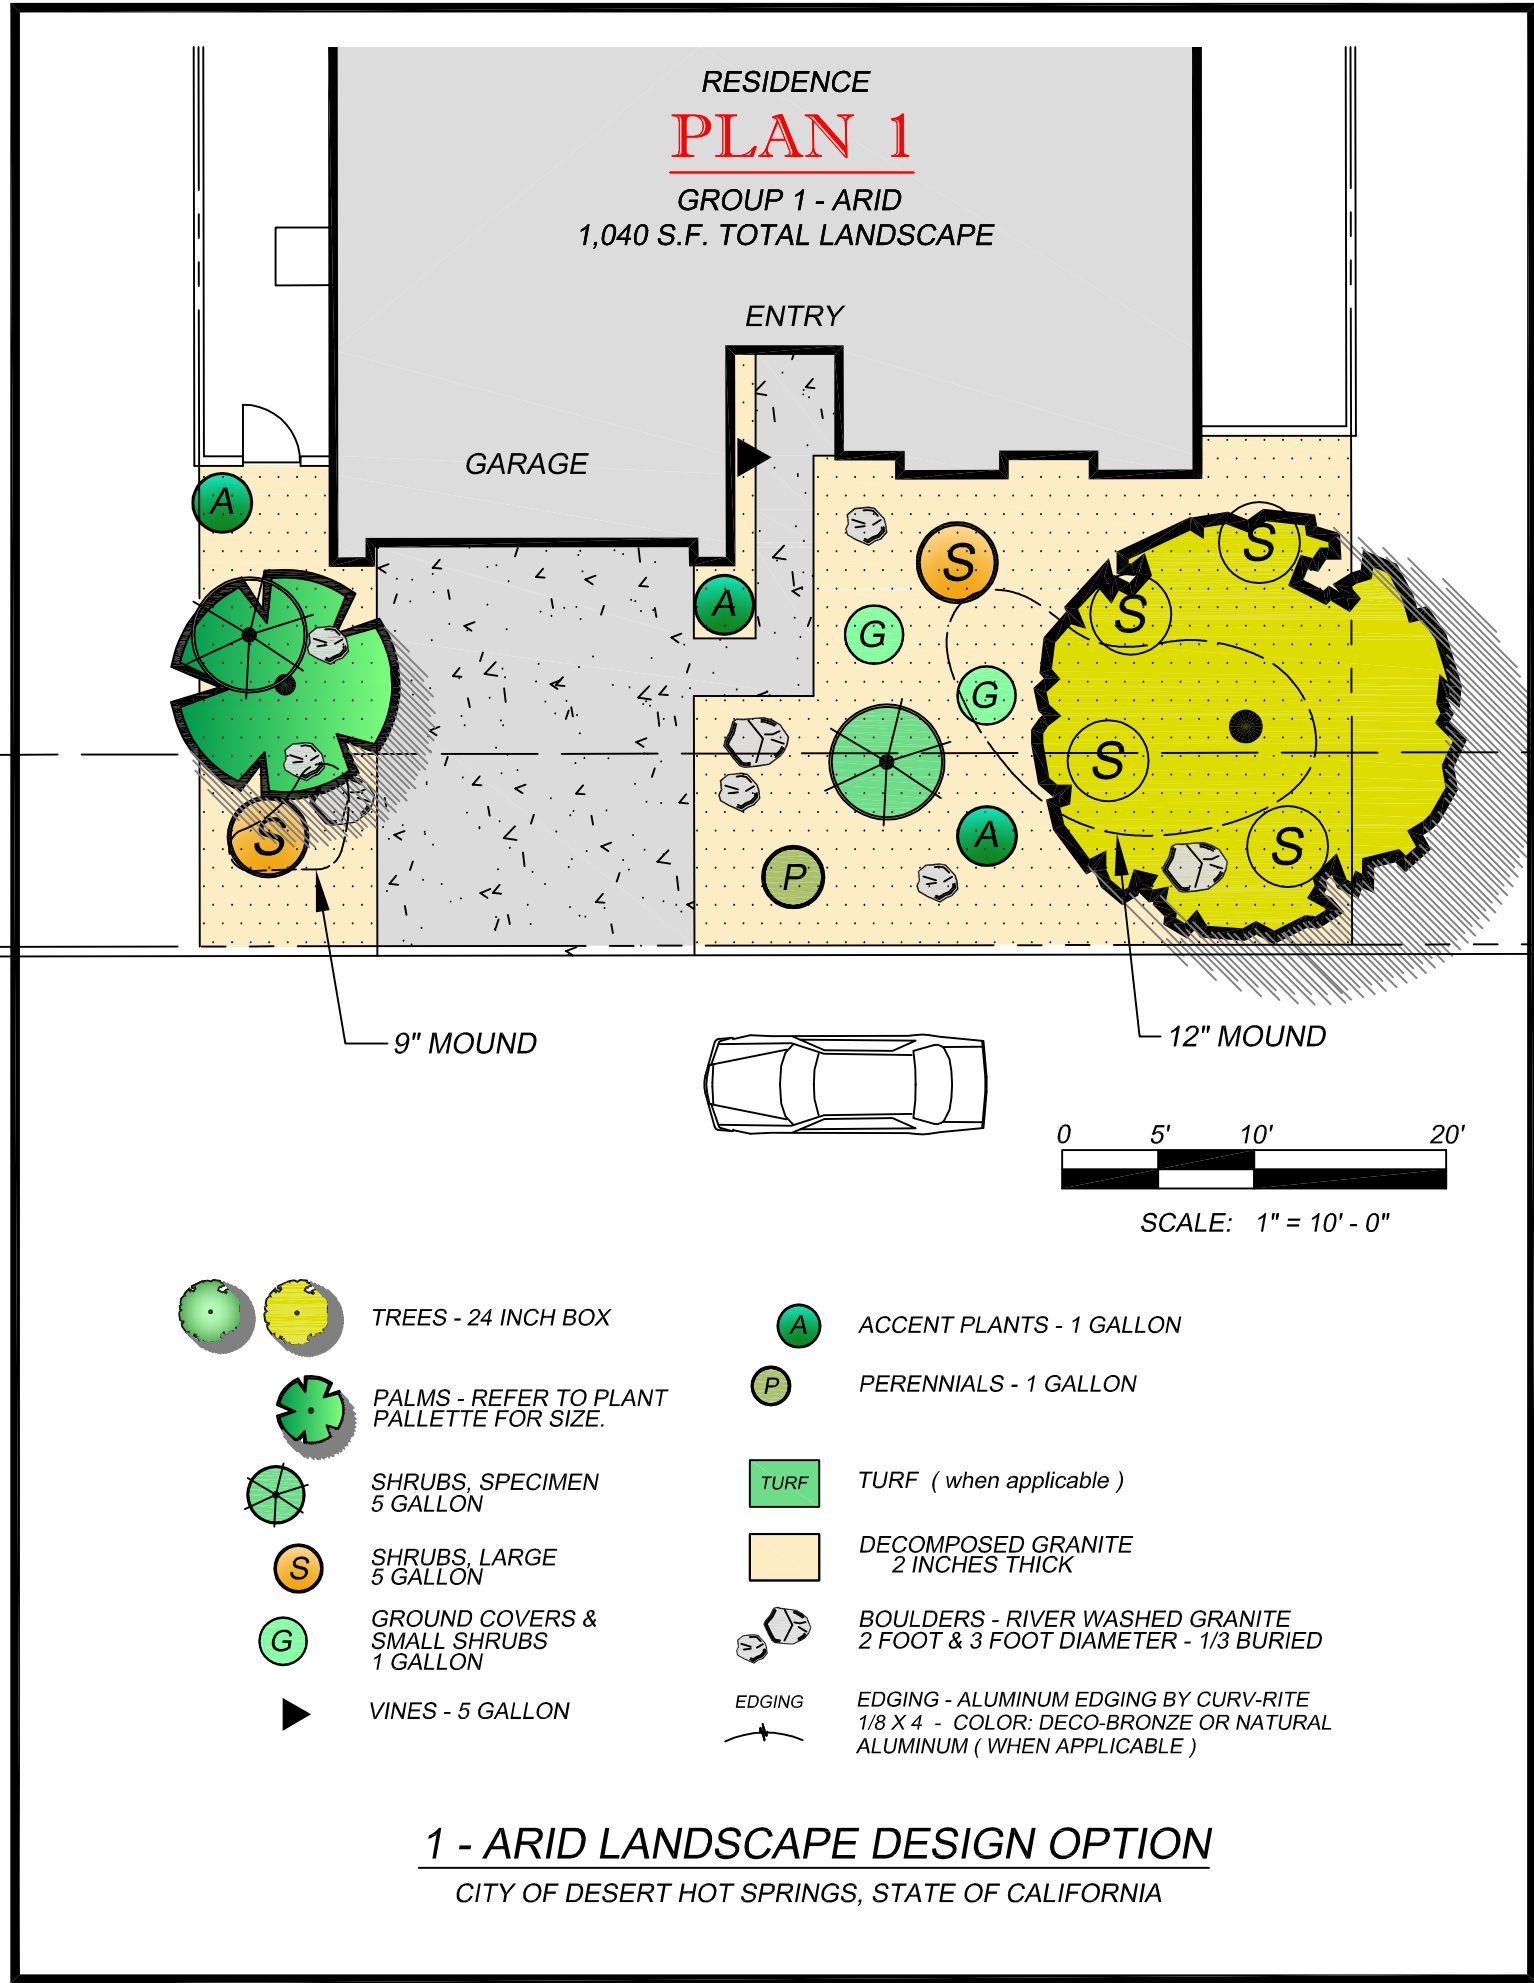 RESIDENCE
PLAN 1
GROUP 1 - ARID
1,040 S.F. TOTAL LANDSCAPE
ENTRY
GARAGE
A
S
S
S
A
G
G
S
S
A
S
P
S
9" MOUND
12" MOUND
0 5' 10' 20'
SCALE: 1" = 10' - 0"
TREES - 24 INCH BOX
PALMS - REFER TO PLANT
PALLETTE FOR SIZE.
SHRUBS, SPECIMEN
5 GALLON
S
SHRUBS, LARGE
5 GALLON
G
GROUND COVERS &
SMALL SHRUBS
1 GALLON
VINES - 5 GALLON
A
ACCENT PLANTS - 1 GALLON
P
PERENNIALS - 1 GALLON
TURF
TURF ( when applicable )
DECOMPOSED GRANITE
2 INCHES THICK
BOULDERS - RIVER WASHED GRANITE
2 FOOT & 3 FOOT DIAMETER - 1/3 BURIED
EDGING
EDGING - ALUMINUM EDGING BY CURV-RITE
1/8 X 4 - COLOR: DECO-BRONZE OR NATURAL
ALUMINUM ( WHEN APPLICABLE )
1 - ARID LANDSCAPE DESIGN OPTION
CITY OF DESERT HOT SPRINGS, STATE OF CALIFORNIA